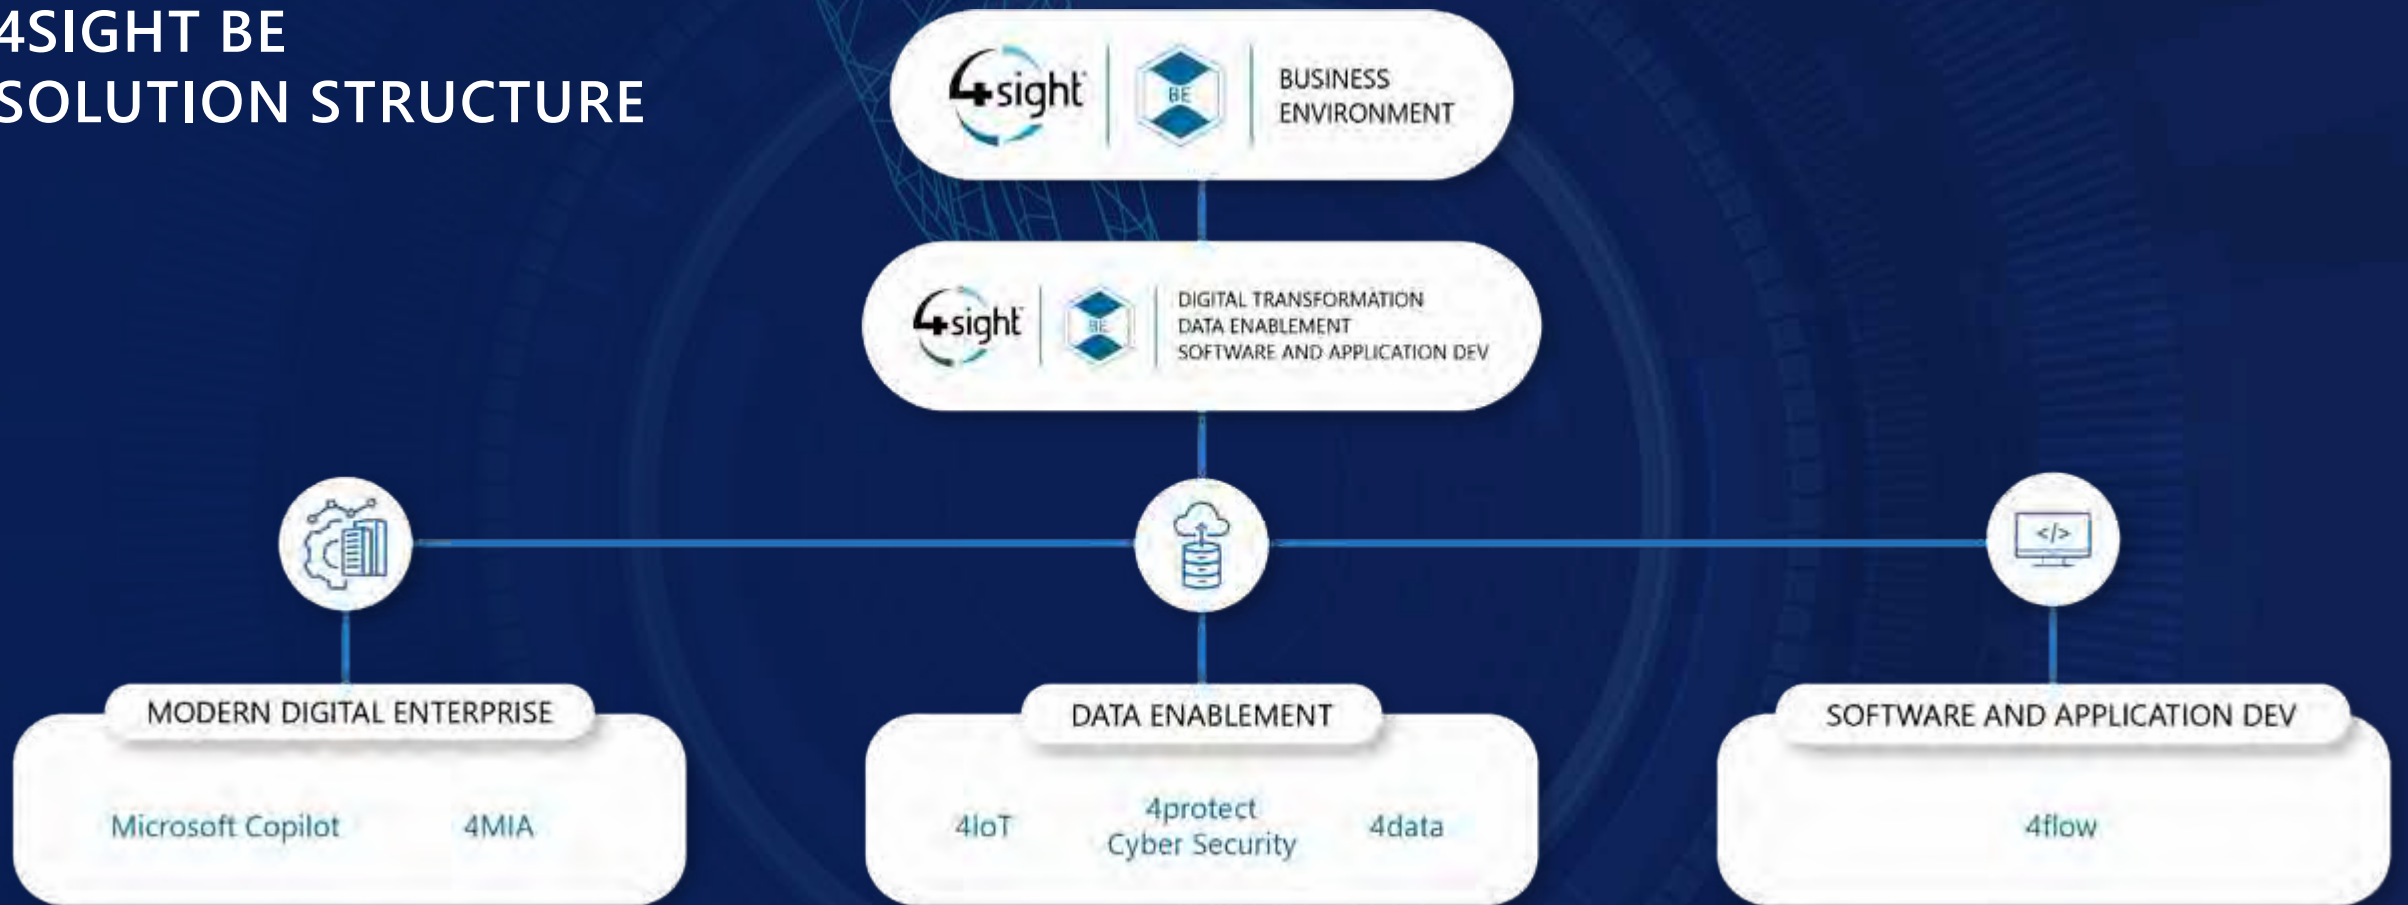 4SIGHT BE
SOLUTION STRUCTURE
4sight
BE
BUSINESS
ENVIRONMENT
4sight
BE
DIGITAL TRANSFORMATION
DATA ENABLEMENT
SOFTWARE AND APPLICATION DEV
</>
MODERN DIGITAL ENTERPRISE
Microsoft Copilot
4MIA
DATA ENABLEMENT
4IoT
4protect
Cyber Security
4data
SOFTWARE AND APPLICATION DEV
4flow